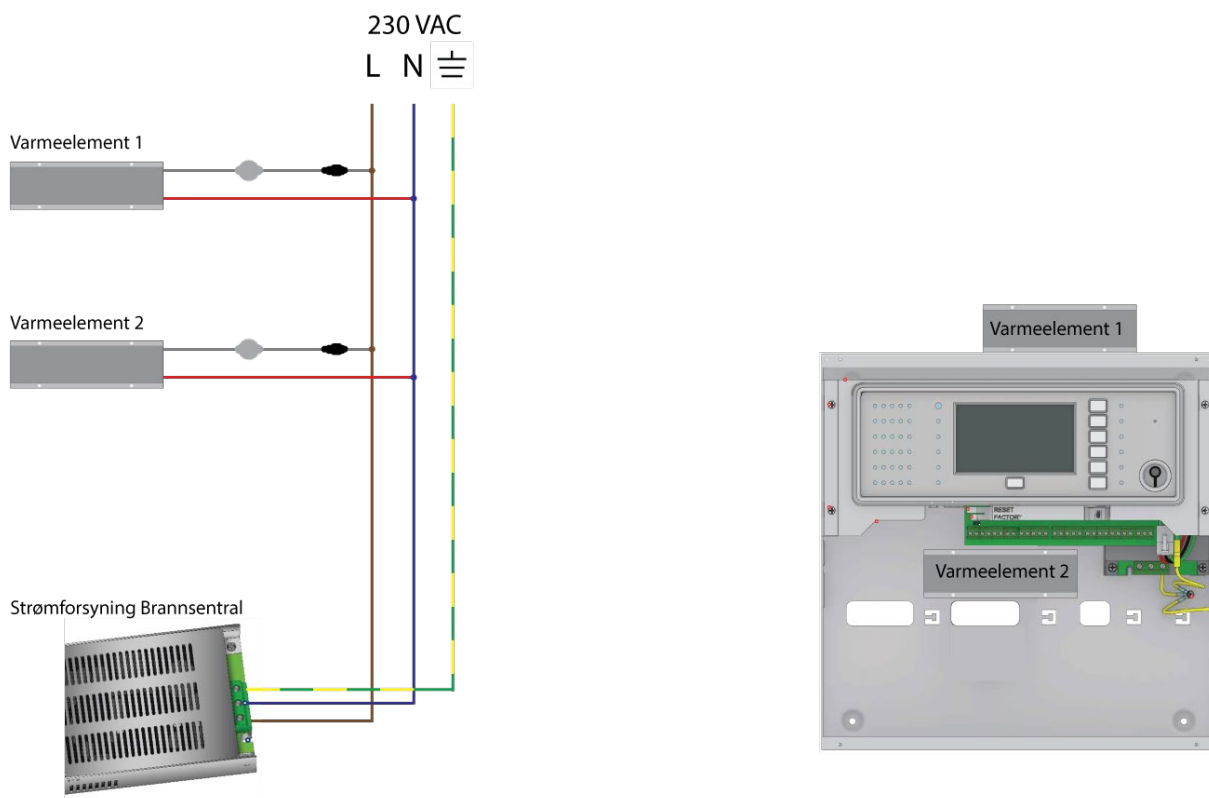 230 VAC
L N
Varmeelement 1
Varmeelement 2
Strømforsyning Brannsentral
Varmeelement 1
RESET
FACTORY
Varmeelement 2